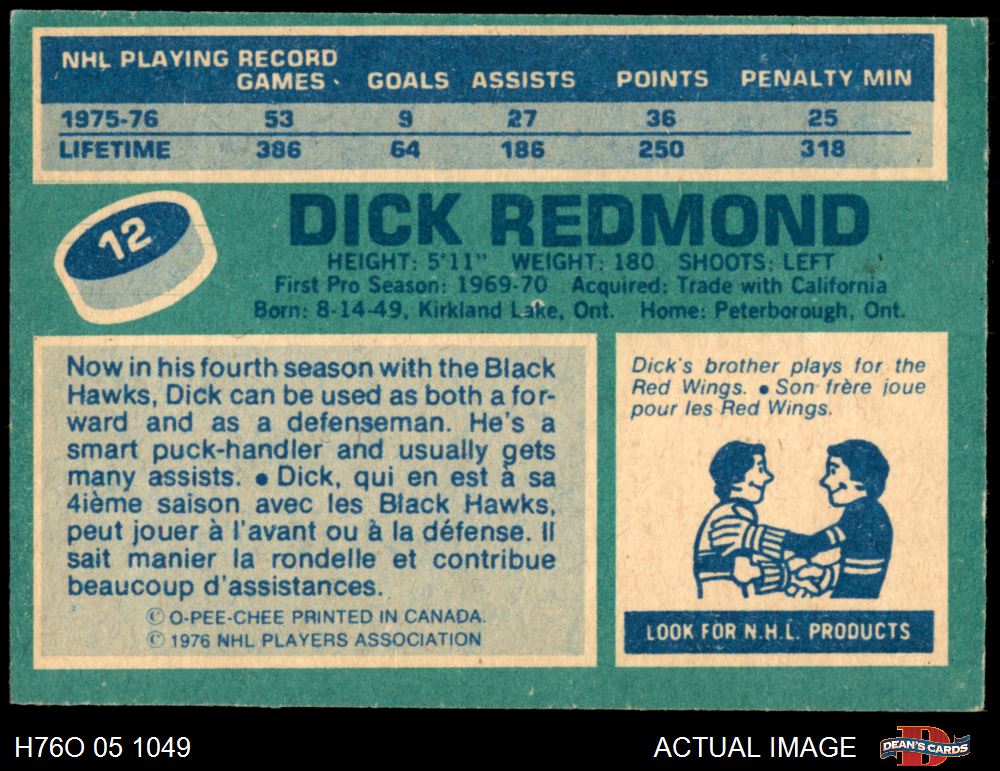 NHL PLAYING RECORD
GAMES GOALS ASSISTS POINTS PENALTY MIN
1975-76 53 9 27 36 25
LIFETIME 386 64 186 250 318
12
DICK REDMOND
HEIGHT: 5'11" WEIGHT: 180 SHOOTS: LEFT
First Pro Season: 1969-70 Acquired: Trade with California
Born: 8-14-49, Kirkland Lake, Ont. Home: Peterborough, Ont.
Now in his fourth season with the Black
Hawks, Dick can be used as both a for-
ward and as a defenseman. He's a
smart puck-handler and usually gets
many assists. ● Dick, qui en est à sa
4ième saison avec les Black Hawks,
peut jouer à l'avant ou à la défense. Il
sait manier la rondelle et contribue
beaucoup d'assistances.
© O-PEE-CHEE PRINTED IN CANADA.
© 1976 NHL PLAYERS ASSOCIATION
Dick's brother plays for the
Red Wings. ● Son frère joue
pour les Red Wings.
LOOK FOR N.H.L. PRODUCTS
H76O 05 1049
ACTUAL IMAGE
D
DEAN'S CARDS